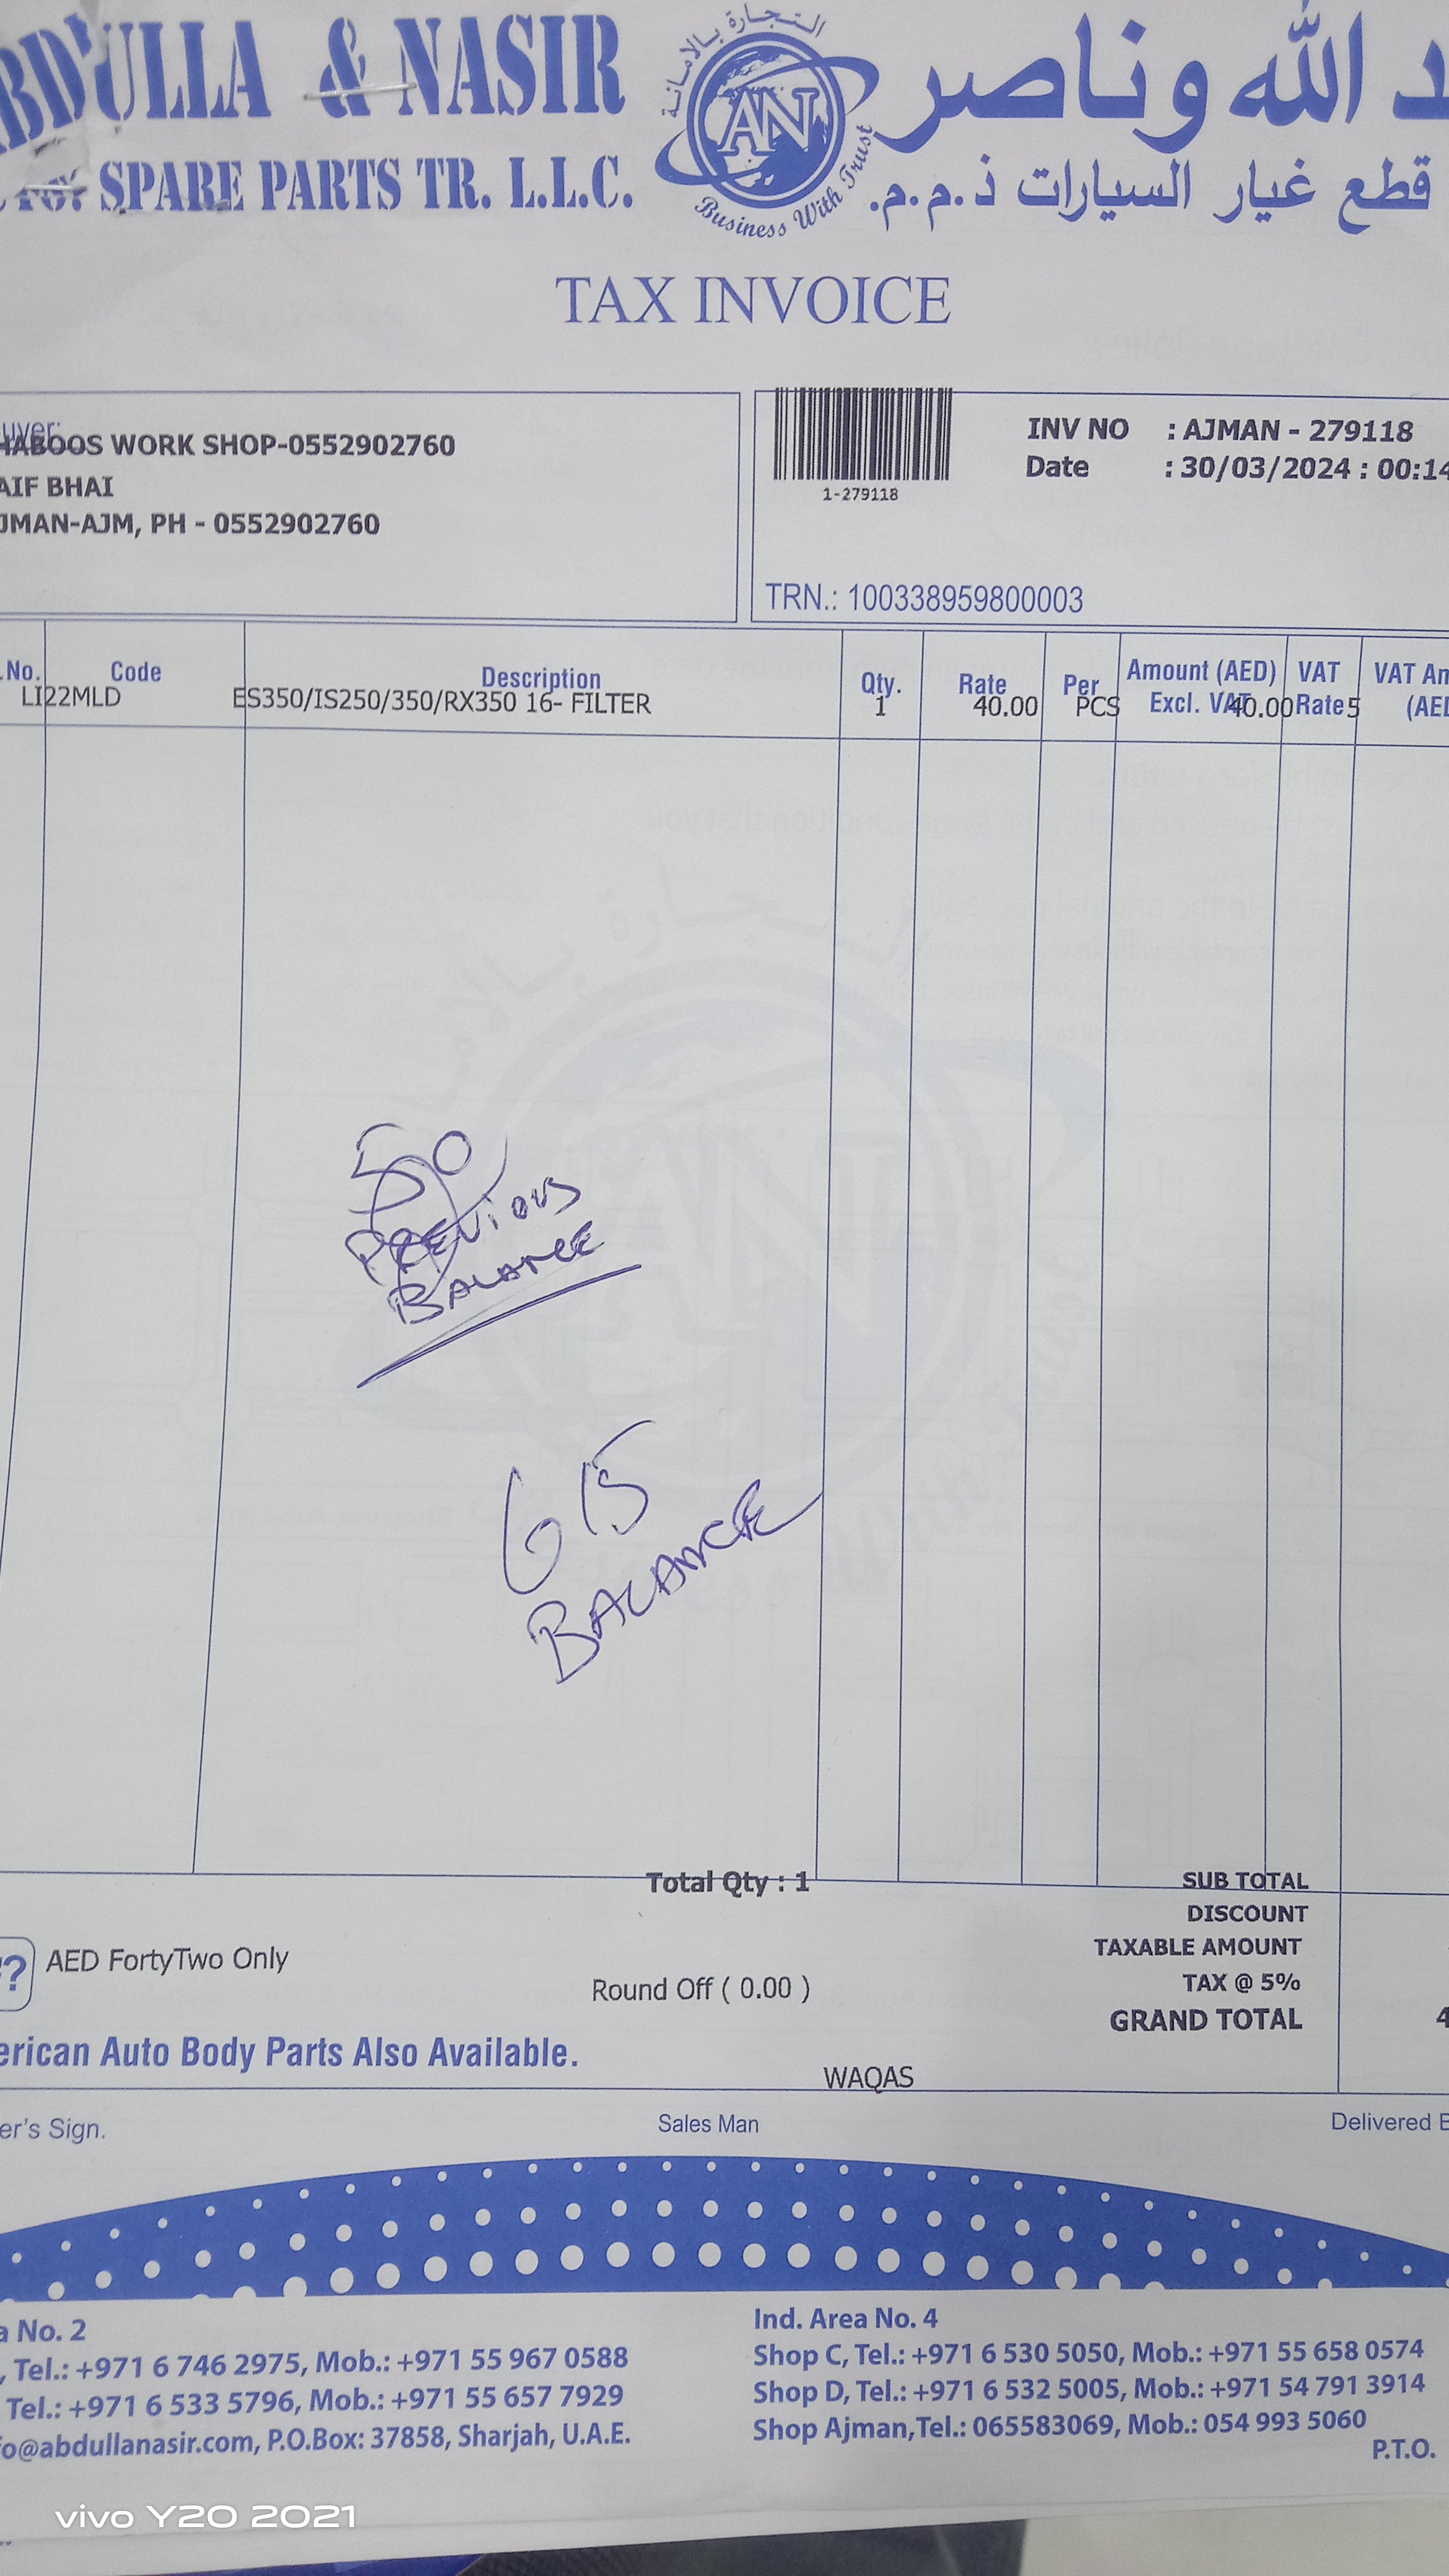 ABDULLA & NASIR
SPARE PARTS TR. L.L.C.
التجارة بالامانة
AN
Business With Trust
د الله وناصر
قطع غيار السيارات ذ.م.م.
TAX INVOICE
uyer:
HABOOS WORK SHOP-0552902760
AIF BHAI
JMAN-AJM, PH - 0552902760
1-279118
INV NO : AJMAN - 279118
Date : 30/03/2024 : 00:14
TRN.: 100338959800003
.No. Code Description Qty. Rate Per Amount (AED) Excl. VAT VAT Rate VAT Am (AED
LI22MLD ES350/IS250/350/RX350 16- FILTER 1 40.00 PCS 40.00 5
50
PREVIOUS
BALANCE
615
BALANCE
Total Qty : 1
SUB TOTAL
DISCOUNT
TAXABLE AMOUNT
TAX @ 5%
GRAND TOTAL 4
? AED FortyTwo Only
Round Off ( 0.00 )
erican Auto Body Parts Also Available.
WAQAS
er's Sign.
Sales Man
Delivered B
a No. 2
, Tel.: +971 6 746 2975, Mob.: +971 55 967 0588
Tel.: +971 6 533 5796, Mob.: +971 55 657 7929
fo@abdullanasir.com, P.O.Box: 37858, Sharjah, U.A.E.
Ind. Area No. 4
Shop C, Tel.: +971 6 530 5050, Mob.: +971 55 658 0574
Shop D, Tel.: +971 6 532 5005, Mob.: +971 54 791 3914
Shop Ajman,Tel.: 065583069, Mob.: 054 993 5060
P.T.O.
vivo Y20 2021